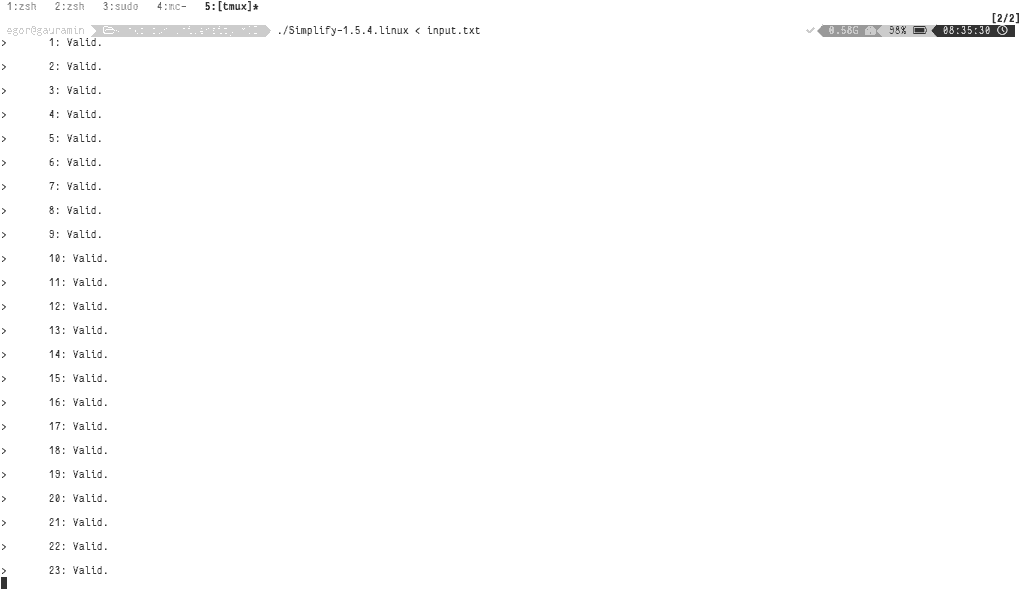 1:zsh 2:zsh 3:sudo 4:mc- 5:[tmux]*
[2/2]
egor@gauramin ./Simplify-1.5.4.linux < input.txt 0.58G 98% 08:35:30
> 1: Valid.
> 2: Valid.
> 3: Valid.
> 4: Valid.
> 5: Valid.
> 6: Valid.
> 7: Valid.
> 8: Valid.
> 9: Valid.
> 10: Valid.
> 11: Valid.
> 12: Valid.
> 13: Valid.
> 14: Valid.
> 15: Valid.
> 16: Valid.
> 17: Valid.
> 18: Valid.
> 19: Valid.
> 20: Valid.
> 21: Valid.
> 22: Valid.
> 23: Valid.